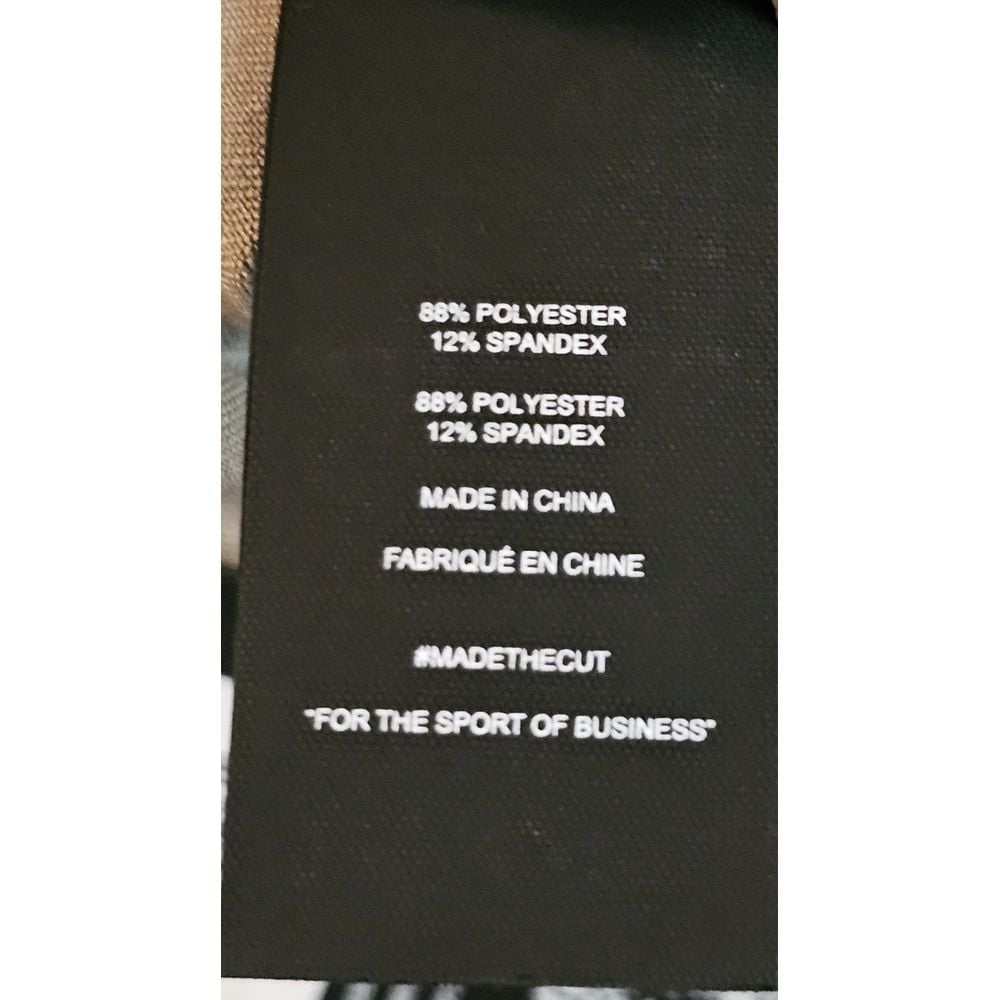 88% POLYESTER
12% SPANDEX
88% POLYESTER
12% SPANDEX
MADE IN CHINA
FABRIQUÉ EN CHINE
#MADETHECUT
"FOR THE SPORT OF BUSINESS"